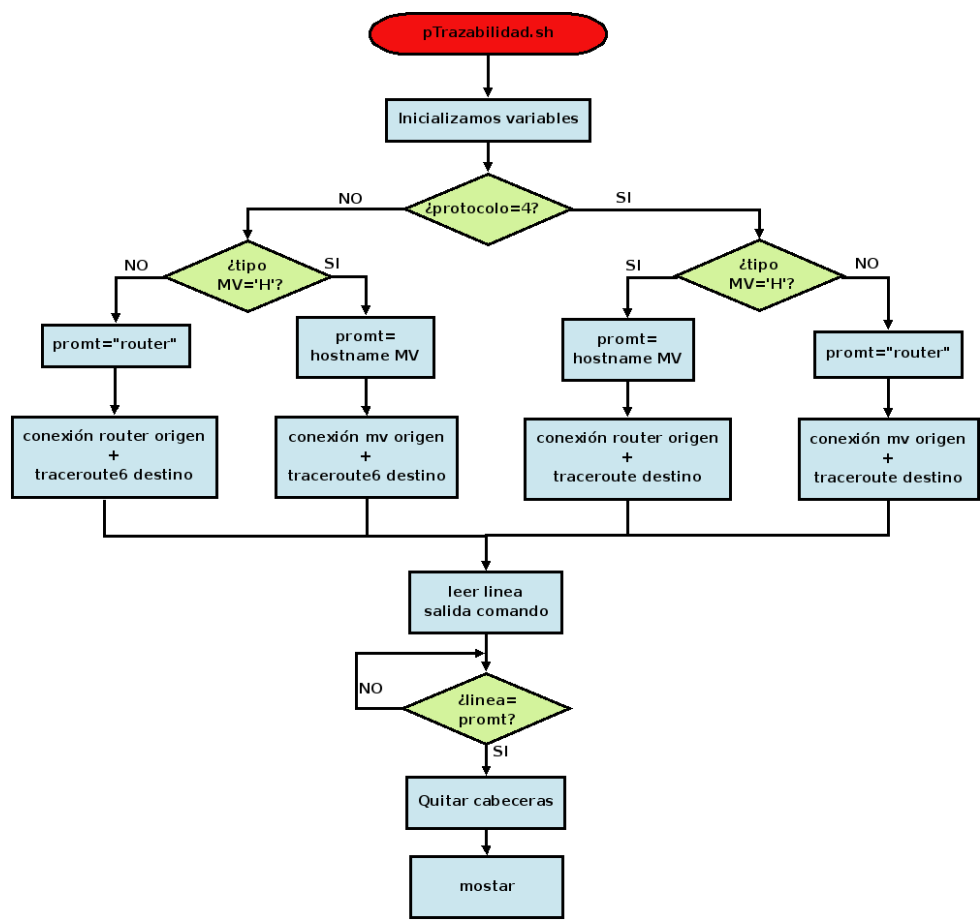 pTrazabilidad.sh
Inicializamos variables
¿protocolo=4?
NO
SI
¿tipo
MV='H'?
NO
SI
¿tipo
MV='H'?
SI
NO
promt="router"
promt=
hostname MV
promt=
hostname MV
promt="router"
conexión router origen
+
traceroute6 destino
conexión mv origen
+
traceroute6 destino
conexión router origen
+
traceroute destino
conexión mv origen
+
traceroute destino
leer linea
salida comando
NO
¿linea=
promt?
SI
Quitar cabeceras
mostar